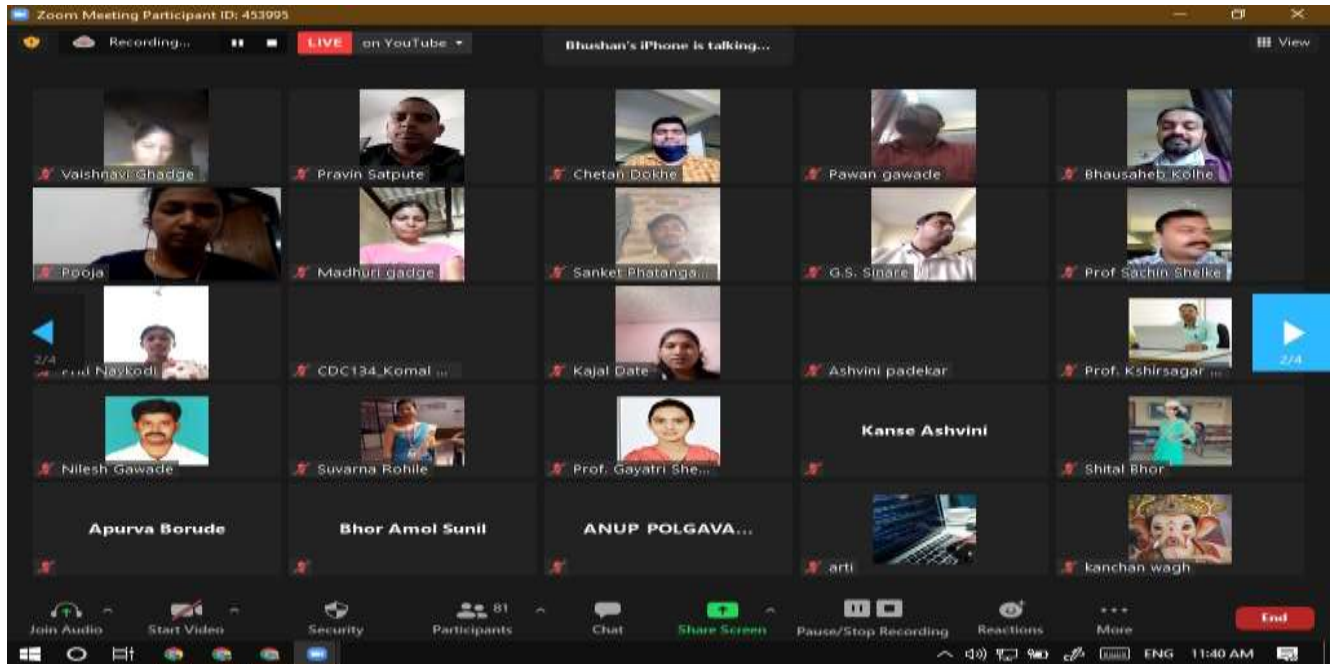 Zoom Meeting Participant ID: 453995
Recording...
LIVE on YouTube
Bhushan's iPhone is talking...
View
Vaishnavi Ghadge
Pravin Satpute
Chetan Dokhe
Pawan gawade
Bhausaheb Kolhe
Pooja
Madhuri gadge
Sanket Phatanga...
G.S. Sinare
Prof Sachin Shelke
2/4
Naykodi
CDC134_Komal ...
Kajal Date
Ashvini padekar
Prof. Kshirsagar ...
2/4
Nilesh Gawade
Suvarna Rohile
Prof. Gayatri She...
Kanse Ashvini
Shital Bhor
Apurva Borude
Bhor Amol Sunil
ANUP POLGAVA...
arti
kanchan wagh
Join Audio
Start Video
Security
81
Participants
Chat
Share Screen
Pause/Stop Recording
Reactions
More
End
ENG 11:40 AM